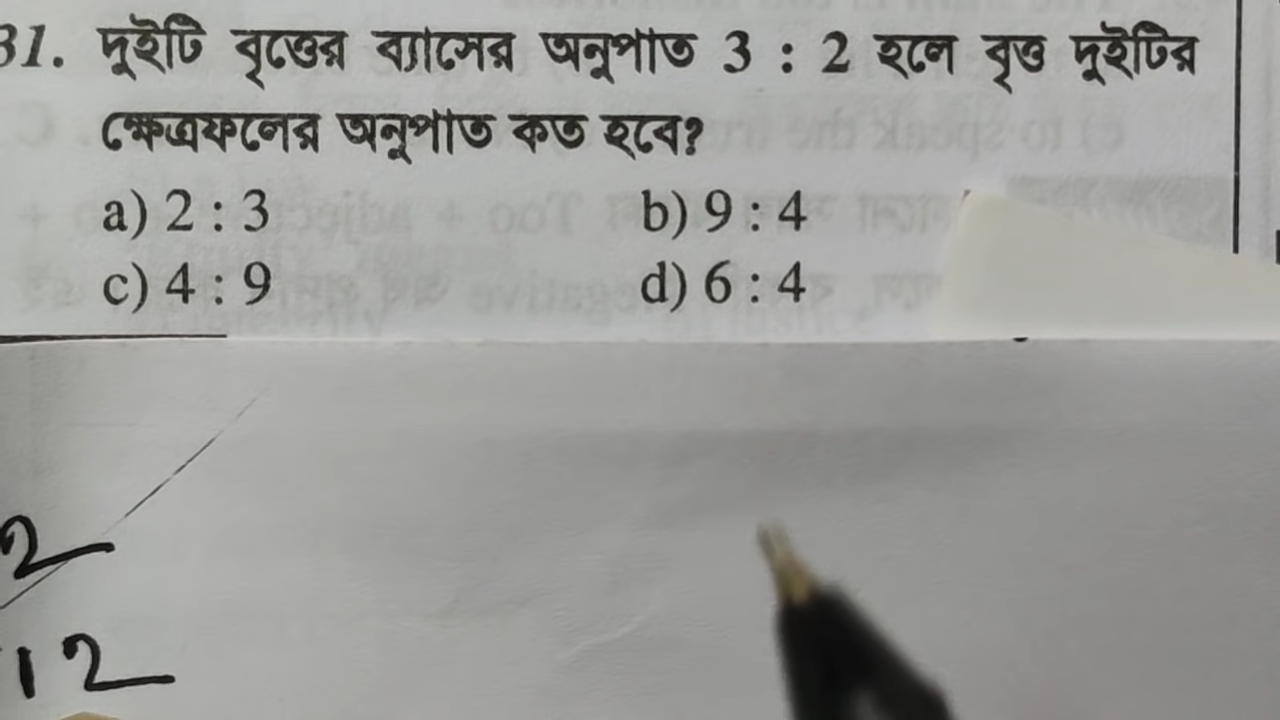 31. দুইটি বৃত্তের ব্যাসের অনুপাত 3 : 2 হলে বৃত্ত দুইটির
ক্ষেত্রফলের অনুপাত কত হবে?
a) 2 : 3 b) 9 : 4
c) 4 : 9 d) 6 : 4
2
12